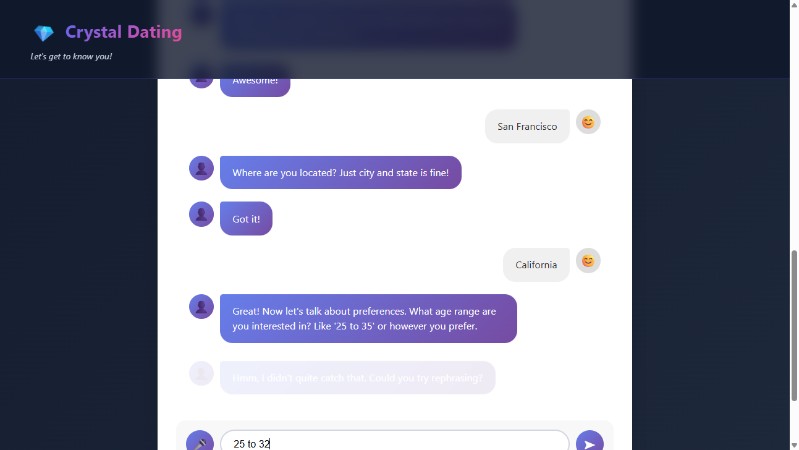 Crystal Dating
Let's get to know you!
Awesome!
San Francisco
Where are you located? Just city and state is fine!
Got it!
California
Great! Now let's talk about preferences. What age range are
you interested in? Like '25 to 35' or however you prefer.
Hmm, I didn't quite catch that. Could you try rephrasing?
25 to 32